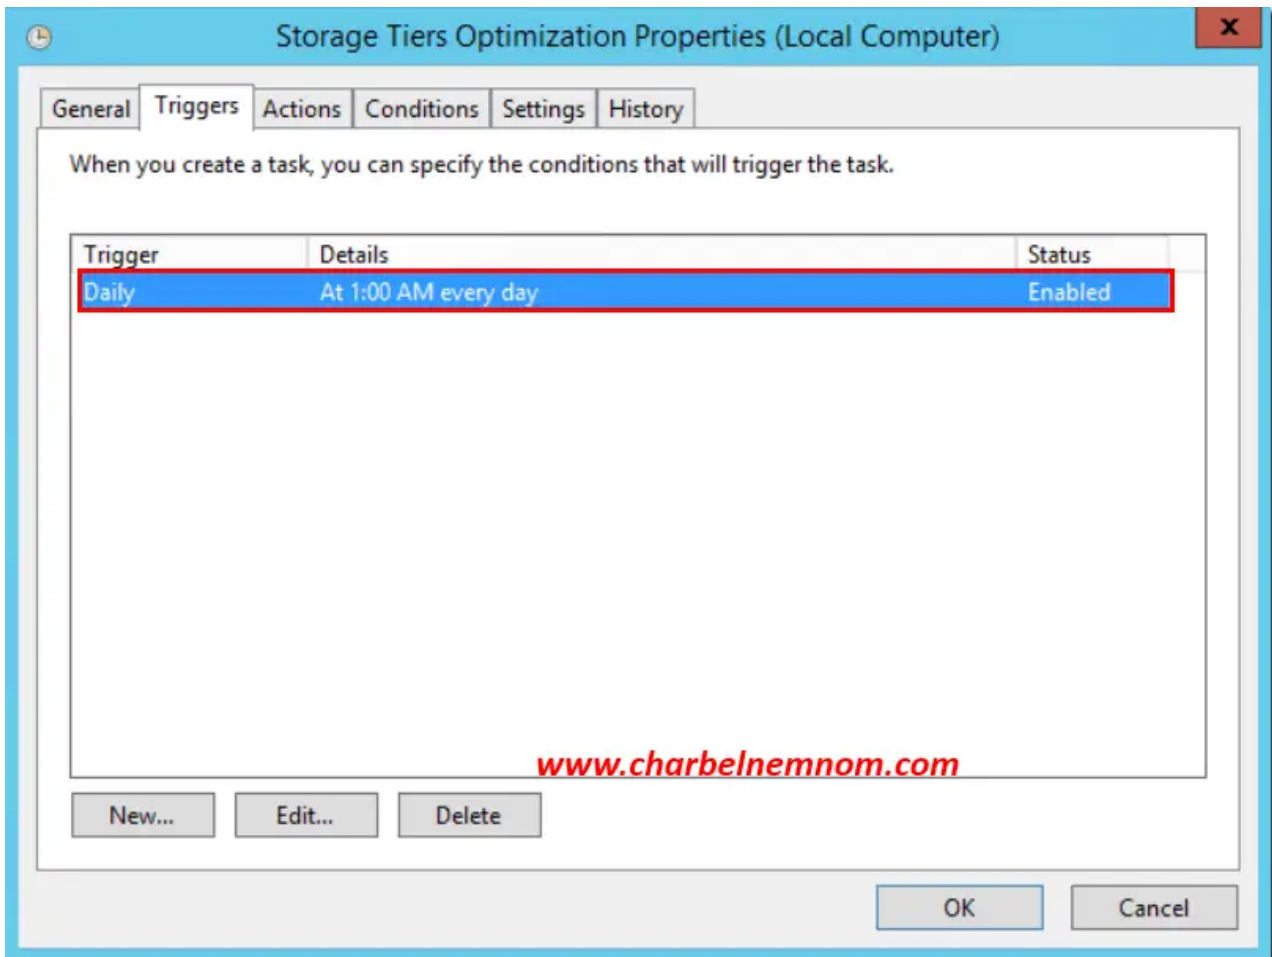 Storage Tiers Optimization Properties (Local Computer)
x
General Triggers Actions Conditions Settings History
When you create a task, you can specify the conditions that will trigger the task.
Trigger Details Status
Daily At 1:00 AM every day Enabled
www.charbelnemnom.com
New... Edit... Delete
OK Cancel